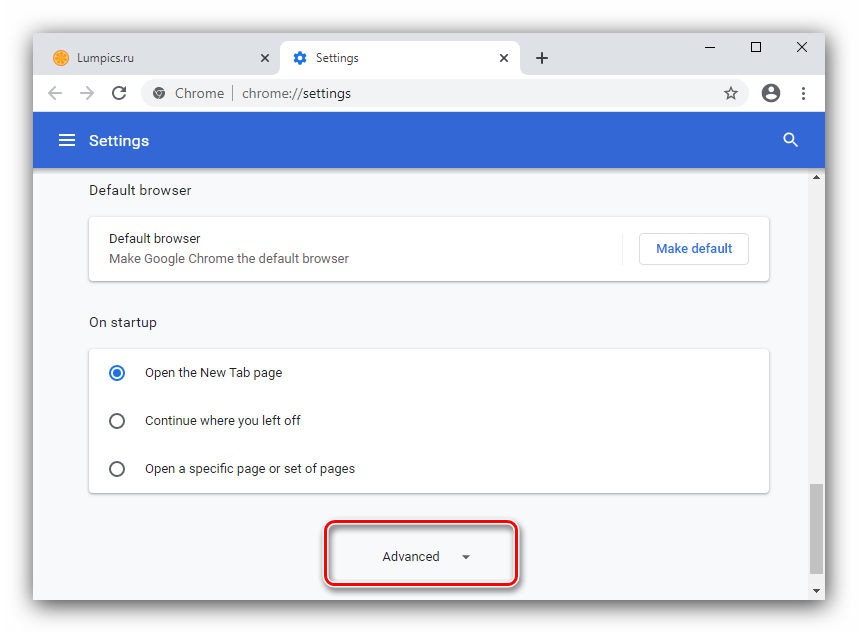 Lumpics.ru
Settings
Chrome
chrome://settings
Settings
Default browser
Default browser
Make Google Chrome the default browser
Make default
On startup
Open the New Tab page
Continue where you left off
Open a specific page or set of pages
Advanced